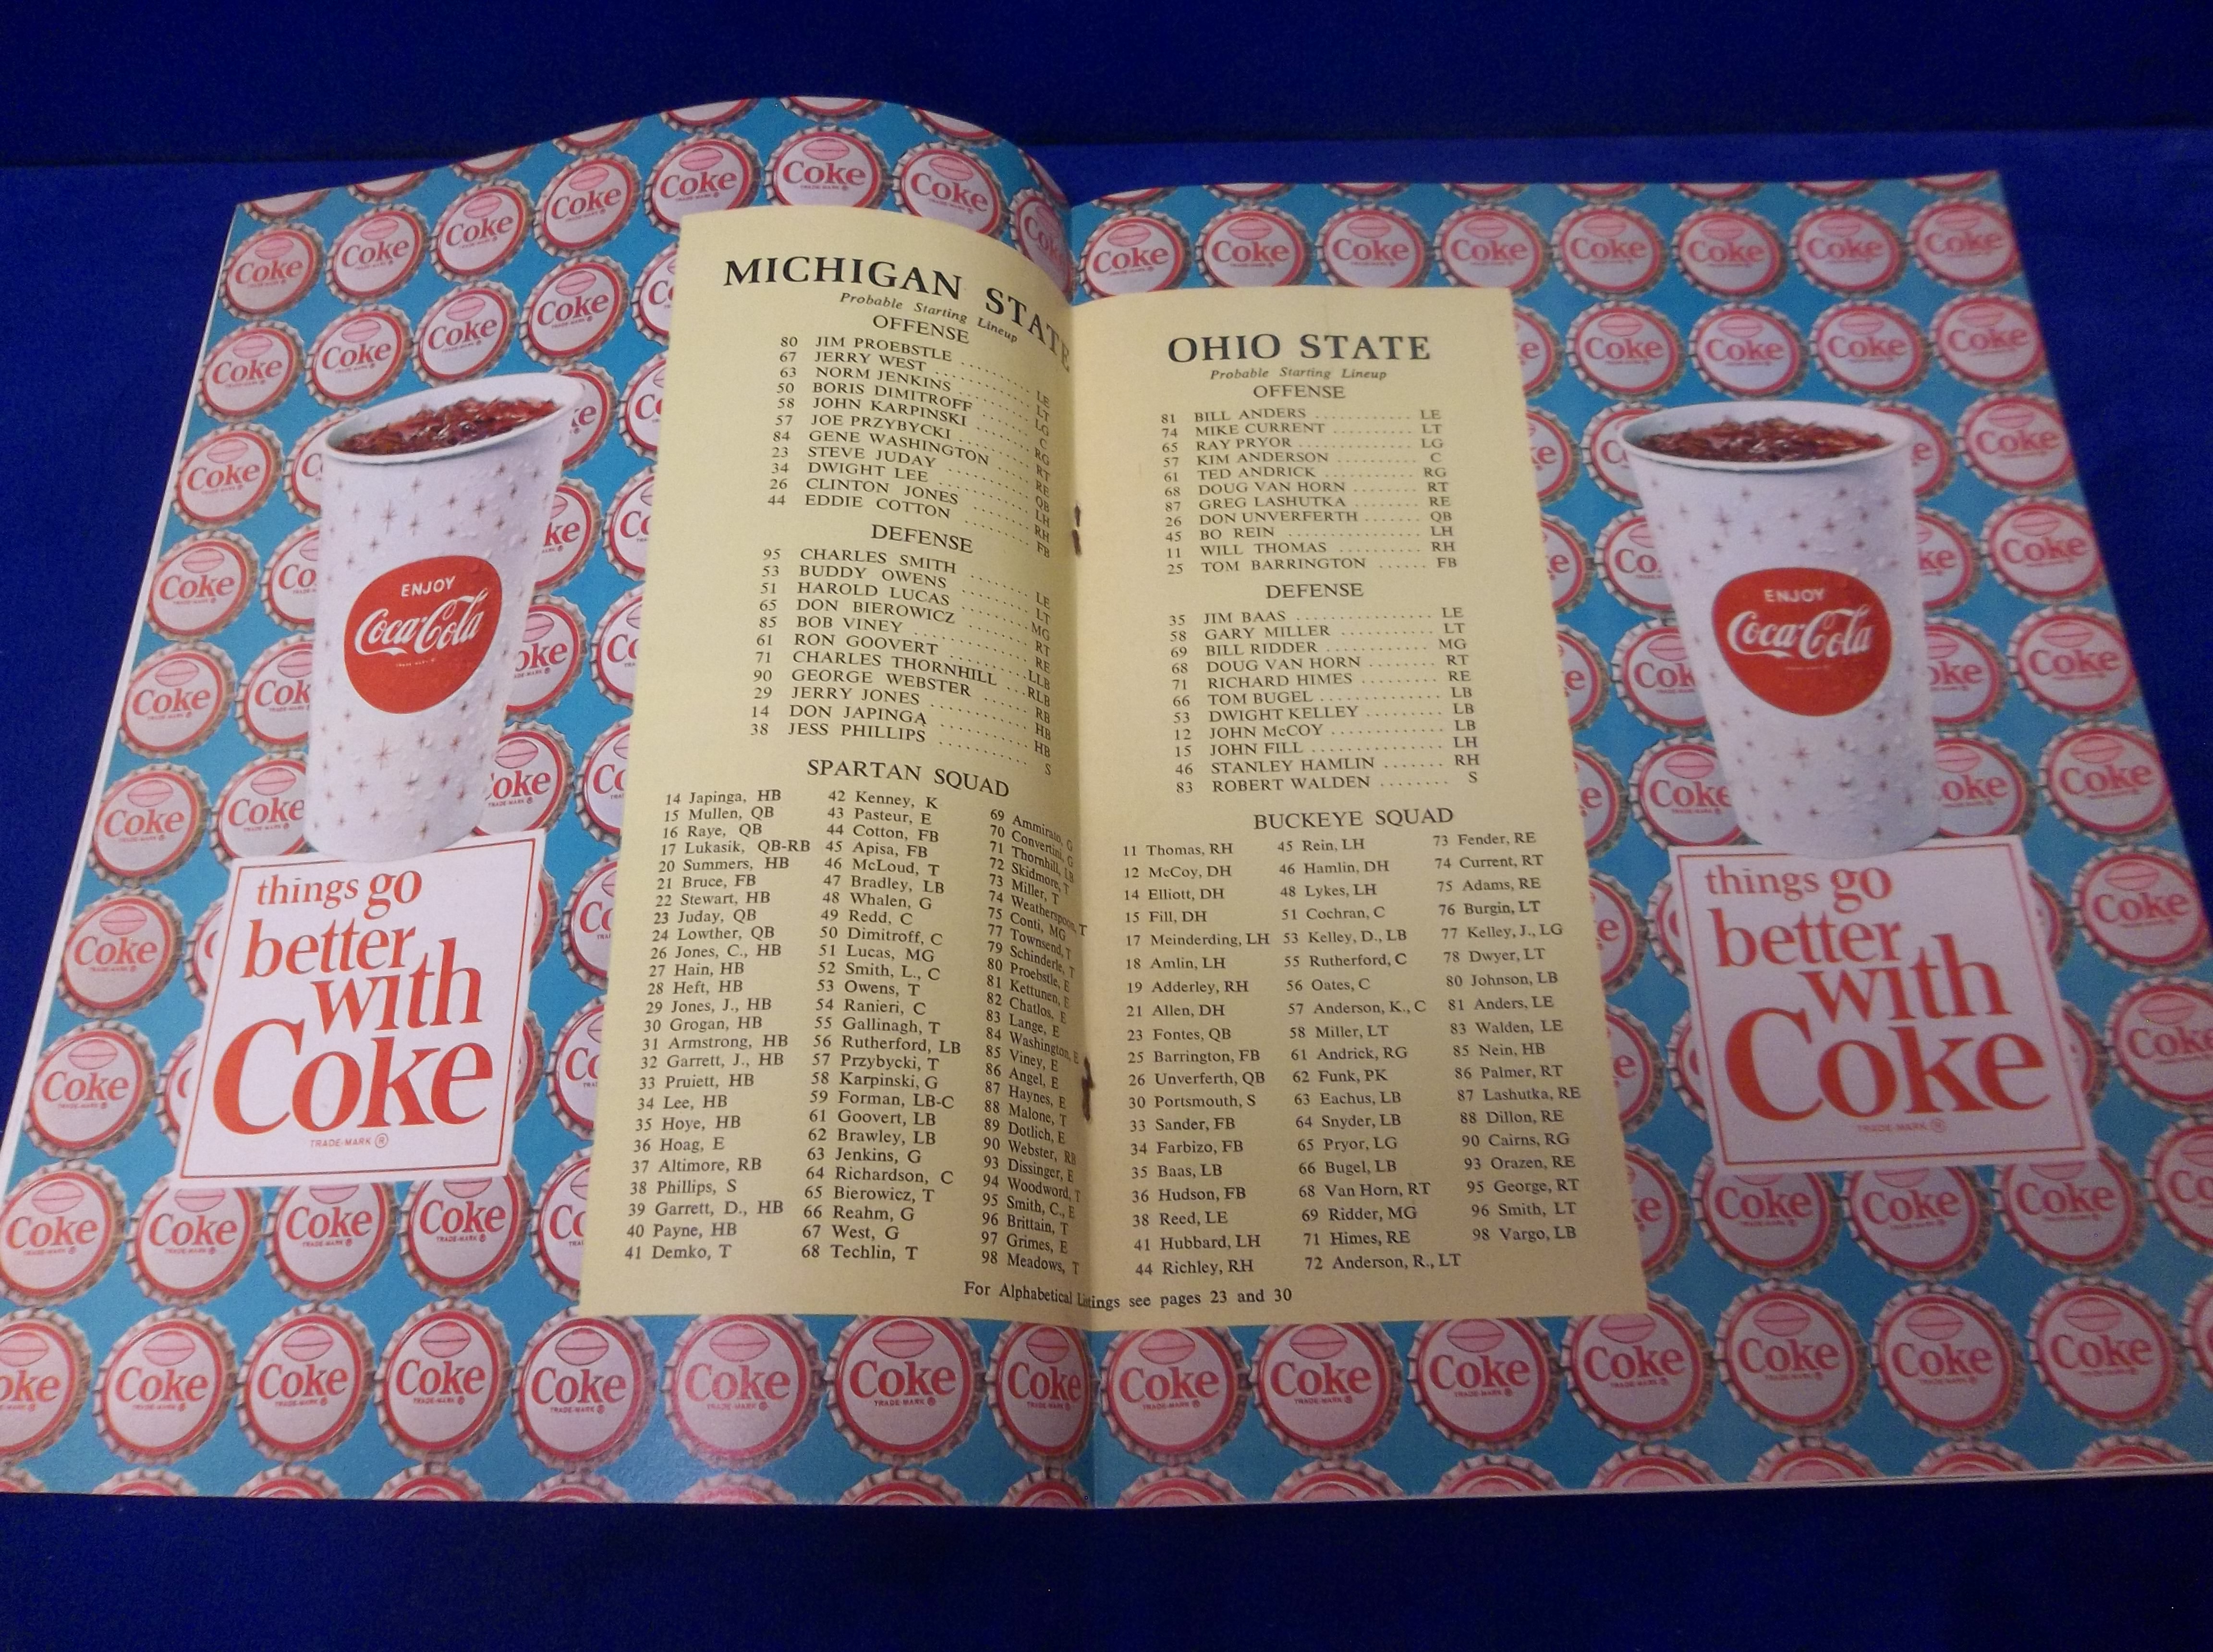 MICHIGAN STATE
Probable Starting Lineup
OFFENSE
80 JIM PROEBSTLE .......... LE
67 JERRY WEST .......... LT
63 NORM JENKINS .......... LG
50 BORIS DIMITROFF .......... C
58 JOHN KARPINSKI .......... RG
57 JOE PRZYBYCKI .......... RT
84 GENE WASHINGTON .......... RE
23 STEVE JUDAY .......... QB
34 DWIGHT LEE .......... LH
26 CLINTON JONES .......... RH
44 EDDIE COTTON .......... FB
DEFENSE
95 CHARLES SMITH .......... LE
53 BUDDY OWENS .......... LT
51 HAROLD LUCAS .......... MG
65 DON BIEROWICZ .......... RT
85 BOB VINEY .......... RE
61 RON GOOVERT .......... LLB
71 CHARLES THORNHILL ... RLB
90 GEORGE WEBSTER .......... RB
29 JERRY JONES .......... HB
14 DON JAPINGA .......... HB
38 JESS PHILLIPS .......... S
SPARTAN SQUAD
14 Japinga, HB
15 Mullen, QB
16 Raye, QB
17 Lukasik, QB-RB
20 Summers, HB
21 Bruce, FB
22 Stewart, HB
23 Juday, QB
24 Lowther, QB
26 Jones, C., HB
27 Hain, HB
28 Heft, HB
29 Jones, J., HB
30 Grogan, HB
31 Armstrong, HB
32 Garrett, J., HB
33 Pruiett, HB
34 Lee, HB
35 Hoye, HB
36 Hoag, E
37 Altimore, RB
38 Phillips, S
39 Garrett, D., HB
40 Payne, HB
41 Demko, T
42 Kenney, K
43 Pasteur, E
44 Cotton, FB
45 Apisa, FB
46 McLoud, T
47 Bradley, LB
48 Whalen, G
49 Redd, C
50 Dimitroff, C
51 Lucas, MG
52 Smith, L., C
53 Owens, T
54 Ranieri, C
55 Gallinagh, T
56 Rutherford, LB
57 Przybycki, T
58 Karpinski, G
59 Forman, LB-C
61 Goovert, LB
62 Brawley, LB
63 Jenkins, G
64 Richardson, C
65 Bierowicz, T
66 Reahm, G
67 West, G
68 Techlin, T
69 Ammirato, G
70 Convertini, G
71 Thornhill, LB
72 Skidmore, T
73 Miller, T
74 Weatherspoon, T
75 Conti, MG
77 Townsend, T
79 Schinderle, T
80 Proebstle, E
81 Kettunen, E
82 Chatlos, E
83 Lange, E
84 Washington, E
85 Viney, E
86 Angel, E
87 Haynes, E
88 Malone, T
89 Dotlich, E
90 Webster, RB
93 Dissinger, E
94 Woodword, T
95 Smith, C., E
96 Brittain, T
97 Grimes, E
98 Meadows, T
OHIO STATE
Probable Starting Lineup
OFFENSE
81 BILL ANDERS .......... LE
74 MIKE CURRENT .......... LT
65 RAY PRYOR .......... LG
57 KIM ANDERSON .......... C
61 TED ANDRICK .......... RG
68 DOUG VAN HORN ........ RT
87 GREG LASHUTKA ........ RE
26 DON UNVERFERTH ....... QB
45 BO REIN .......... LH
11 WILL THOMAS .......... RH
25 TOM BARRINGTON ...... FB
DEFENSE
35 JIM BAAS .......... LE
58 GARY MILLER .......... LT
69 BILL RIDDER .......... MG
68 DOUG VAN HORN ........ RT
71 RICHARD HIMES ......... RE
66 TOM BUGEL .......... LB
53 DWIGHT KELLEY ......... LB
12 JOHN McCOY .......... LB
15 JOHN FILL .......... LH
46 STANLEY HAMLIN ....... RH
83 ROBERT WALDEN ........ S
BUCKEYE SQUAD
11 Thomas, RH
12 McCoy, DH
14 Elliott, DH
15 Fill, DH
17 Meinderding, LH
18 Amlin, LH
19 Adderley, RH
21 Allen, DH
23 Fontes, QB
25 Barrington, FB
26 Unverferth, QB
30 Portsmouth, S
33 Sander, FB
34 Farbizo, FB
35 Baas, LB
36 Hudson, FB
38 Reed, LE
41 Hubbard, LH
44 Richley, RH
45 Rein, LH
46 Hamlin, DH
48 Lykes, LH
51 Cochran, C
53 Kelley, D., LB
55 Rutherford, C
56 Oates, C
57 Anderson, K., C
58 Miller, LT
61 Andrick, RG
62 Funk, PK
63 Eachus, LB
64 Snyder, LB
65 Pryor, LG
66 Bugel, LB
68 Van Horn, RT
69 Ridder, MG
71 Himes, RE
72 Anderson, R., LT
73 Fender, RE
74 Current, RT
75 Adams, RE
76 Burgin, LT
77 Kelley, J., LG
78 Dwyer, LT
80 Johnson, LB
81 Anders, LE
83 Walden, LE
85 Nein, HB
86 Palmer, RT
87 Lashutka, RE
88 Dillon, RE
90 Cairns, RG
93 Orazen, RE
95 George, RT
96 Smith, LT
98 Vargo, LB
For Alphabetical Listings see pages 23 and 30
ENJOY
Coca-Cola
things go
better
with
Coke
TRADE-MARK ®
ENJOY
Coca-Cola
things go
better
with
Coke
TRADE-MARK ®